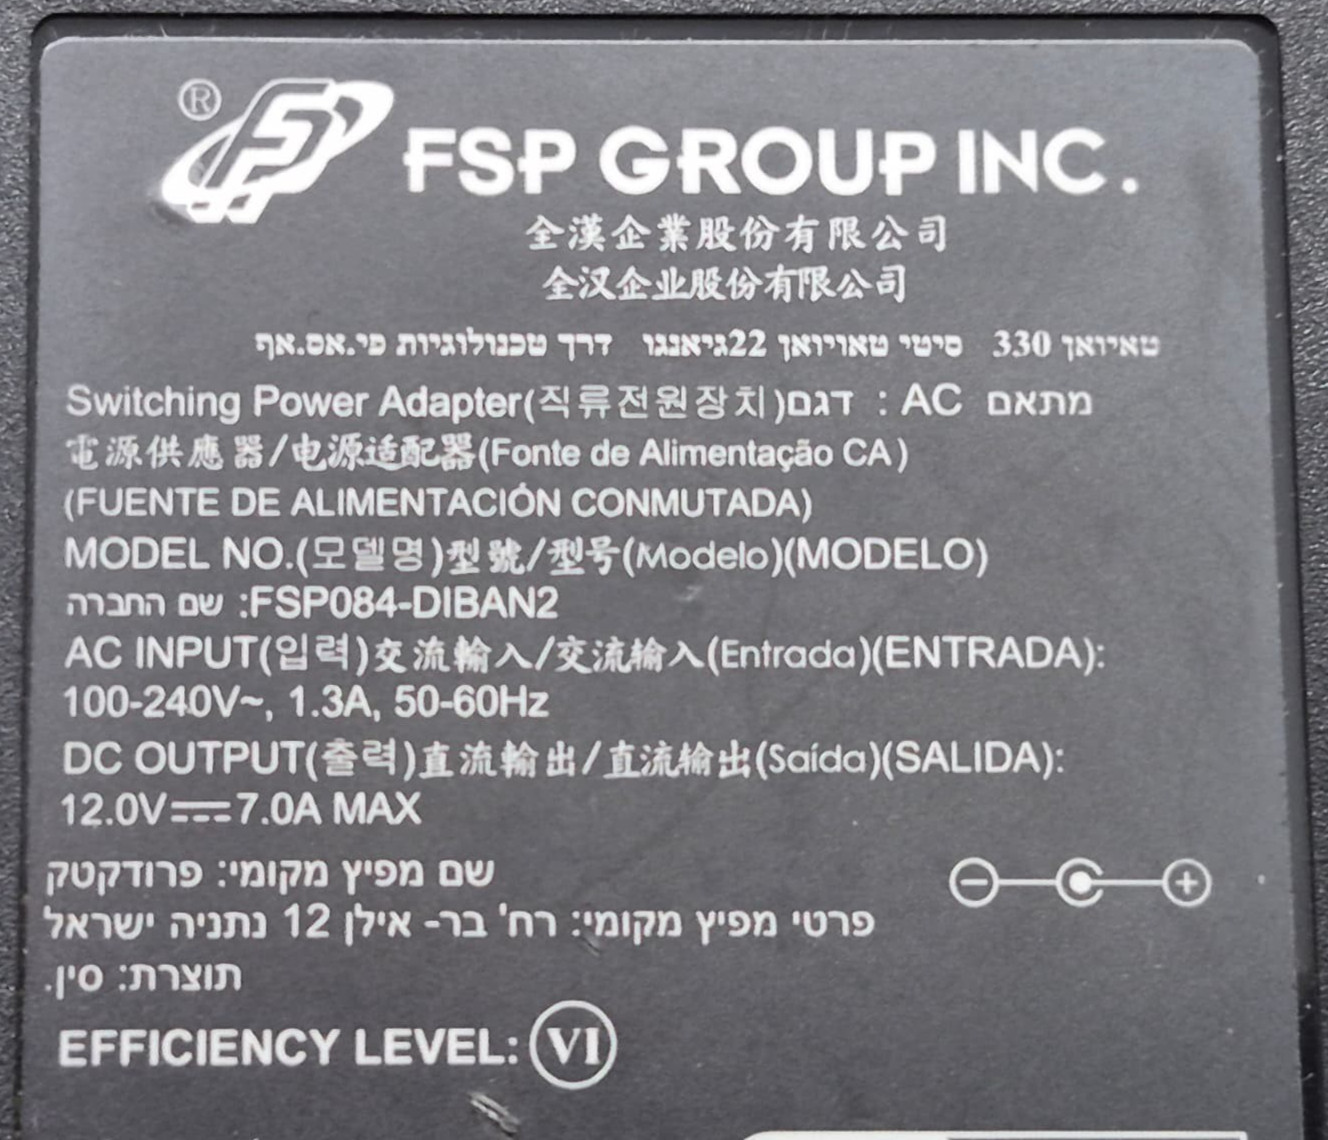 ® FSP GROUP INC.
全漢企業股份有限公司
全汉企业股份有限公司
טאיואן 330 סיטי טאויואן 22גיאנגו דרך טכנולוגיות פי.אס.אף
Switching Power Adapter(직류전원장치)דגם : AC מתאם
電源供應器/电源适配器(Fonte de Alimentação CA)
(FUENTE DE ALIMENTACIÓN CONMUTADA)
MODEL NO.(모델명)型號/型号(Modelo)(MODELO)
שם החברה :FSP084-DIBAN2
AC INPUT(입력)交流輸入/交流输入(Entrada)(ENTRADA):
100-240V~, 1.3A, 50-60Hz
DC OUTPUT(출력)直流輸出/直流输出(Saída)(SALIDA):
12.0V⎓7.0A MAX
שם מפיץ מקומי: פרודקטק
פרטי מפיץ מקומי: רח' בר- אילן 12 נתניה ישראל
תוצרת: סין.
EFFICIENCY LEVEL: VI